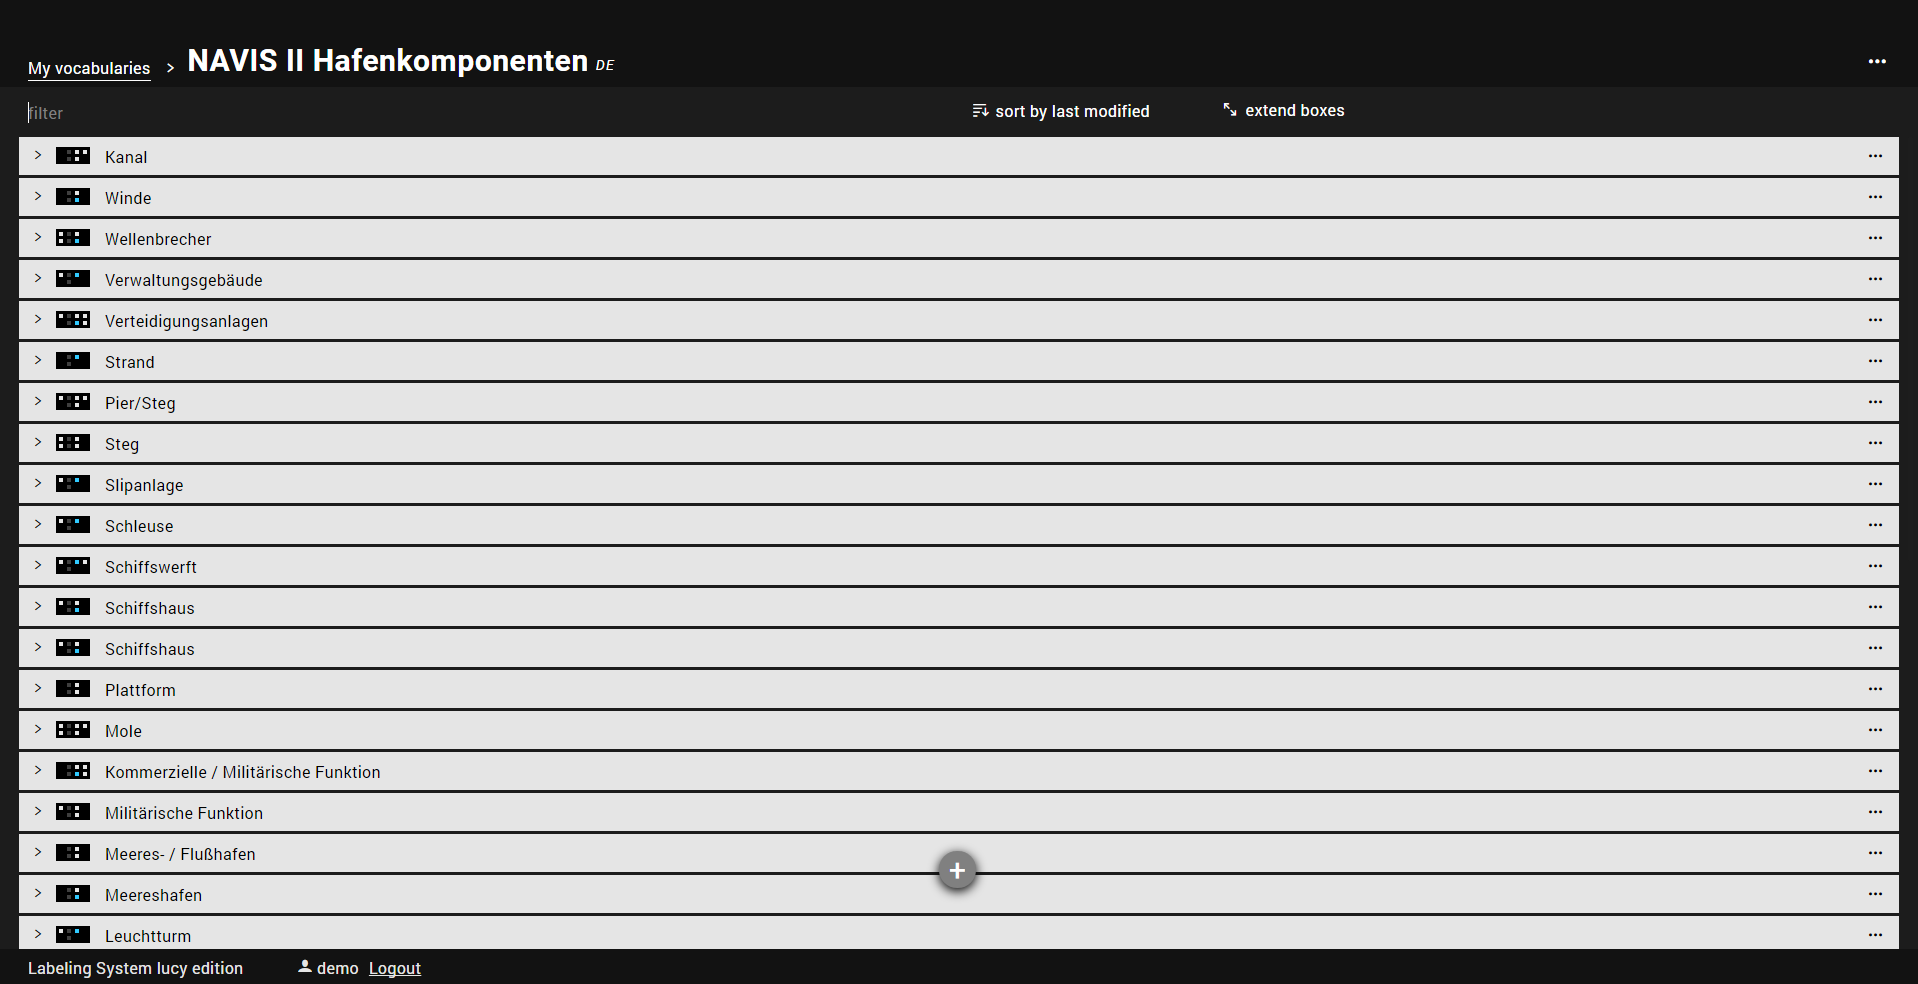 My vocabularies > NAVIS II Hafenkomponenten DE
filter sort by last modified extend boxes
Kanal
Winde
Wellenbrecher
Verwaltungsgebäude
Verteidigungsanlagen
Strand
Pier/Steg
Steg
Slipanlage
Schleuse
Schiffswerft
Schiffshaus
Schiffshaus
Plattform
Mole
Kommerzielle / Militärische Funktion
Militärische Funktion
Meeres- / Flußhafen
Meereshafen
Leuchtturm
Labeling System lucy edition demo Logout